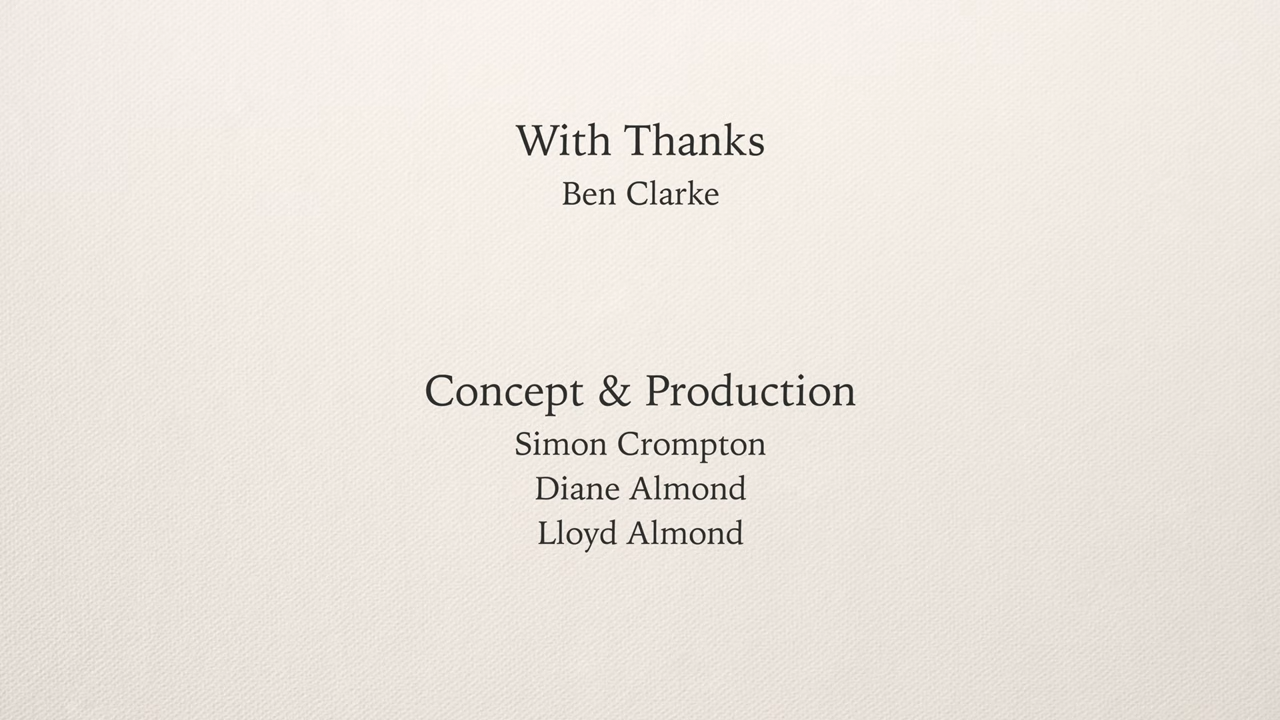 With Thanks
Ben Clarke
Concept & Production
Simon Crompton
Diane Almond
Lloyd Almond